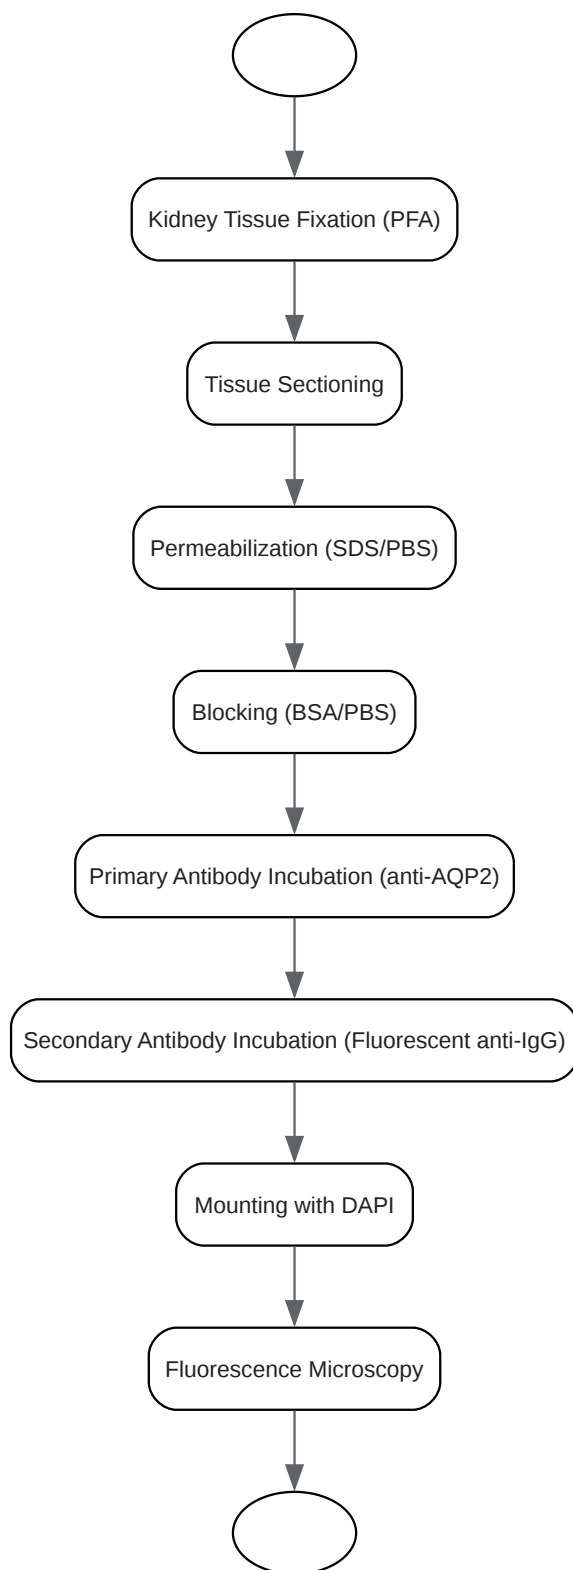 Kidney Tissue Fixation (PFA)
Tissue Sectioning
Permeabilization (SDS/PBS)
Blocking (BSA/PBS)
Primary Antibody Incubation (anti-AQP2)
Secondary Antibody Incubation (Fluorescent anti-IgG)
Mounting with DAPI
Fluorescence Microscopy